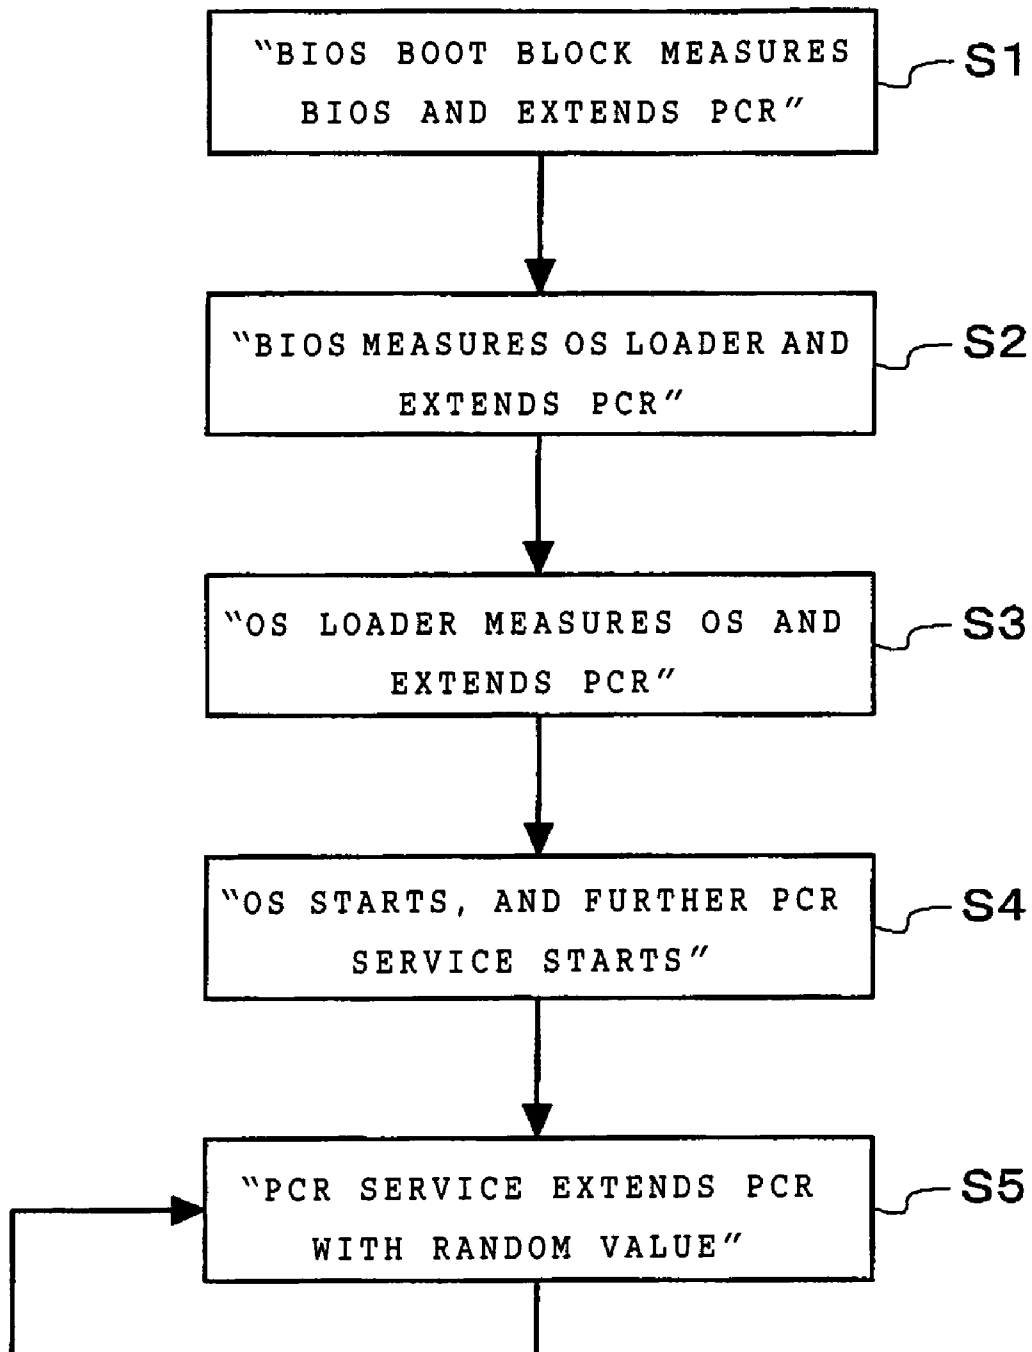 "BIOS BOOT BLOCK MEASURES
BIOS AND EXTENDS PCR"
S1
"BIOS MEASURES OS LOADER AND
EXTENDS PCR"
S2
"OS LOADER MEASURES OS AND
EXTENDS PCR"
S3
"OS STARTS, AND FURTHER PCR
SERVICE STARTS"
S4
"PCR SERVICE EXTENDS PCR
WITH RANDOM VALUE"
S5